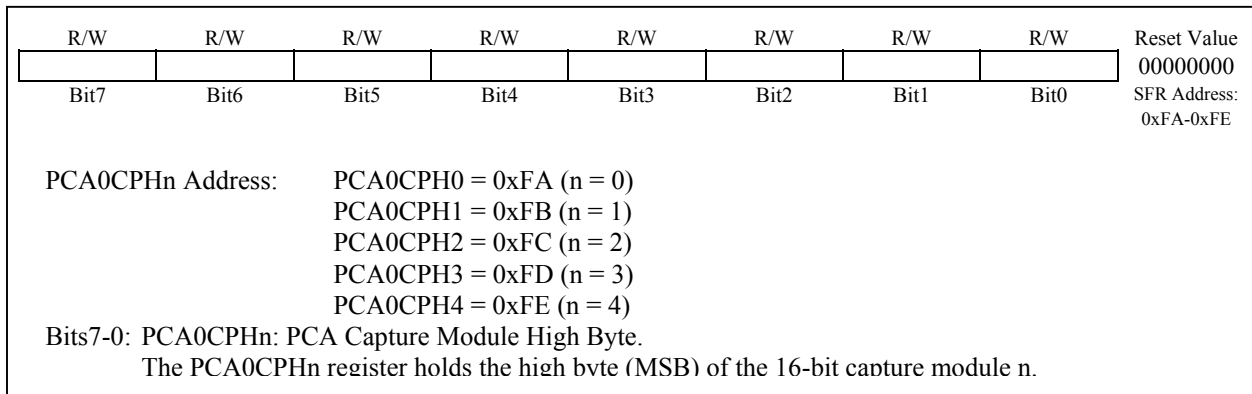 R/W R/W R/W R/W R/W R/W R/W R/W Reset Value
00000000
Bit7 Bit6 Bit5 Bit4 Bit3 Bit2 Bit1 Bit0 SFR Address:
0xFA-0xFE
PCA0CPHn Address: PCA0CPH0 = 0xFA (n = 0)
PCA0CPH1 = 0xFB (n = 1)
PCA0CPH2 = 0xFC (n = 2)
PCA0CPH3 = 0xFD (n = 3)
PCA0CPH4 = 0xFE (n = 4)
Bits7-0: PCA0CPHn: PCA Capture Module High Byte.
The PCA0CPHn register holds the high byte (MSB) of the 16-bit capture module n.